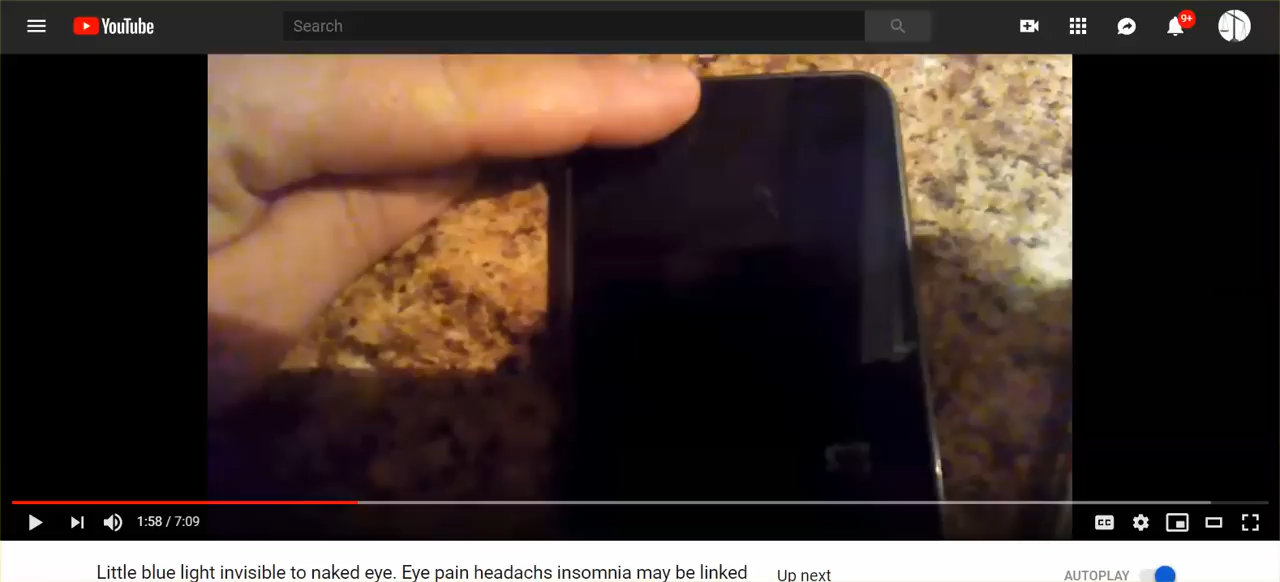 YouTube
Search
9+
1:58 / 7:09
CC
Little blue light invisible to naked eye. Eye pain headachs insomnia may be linked
Up next
AUTOPLAY